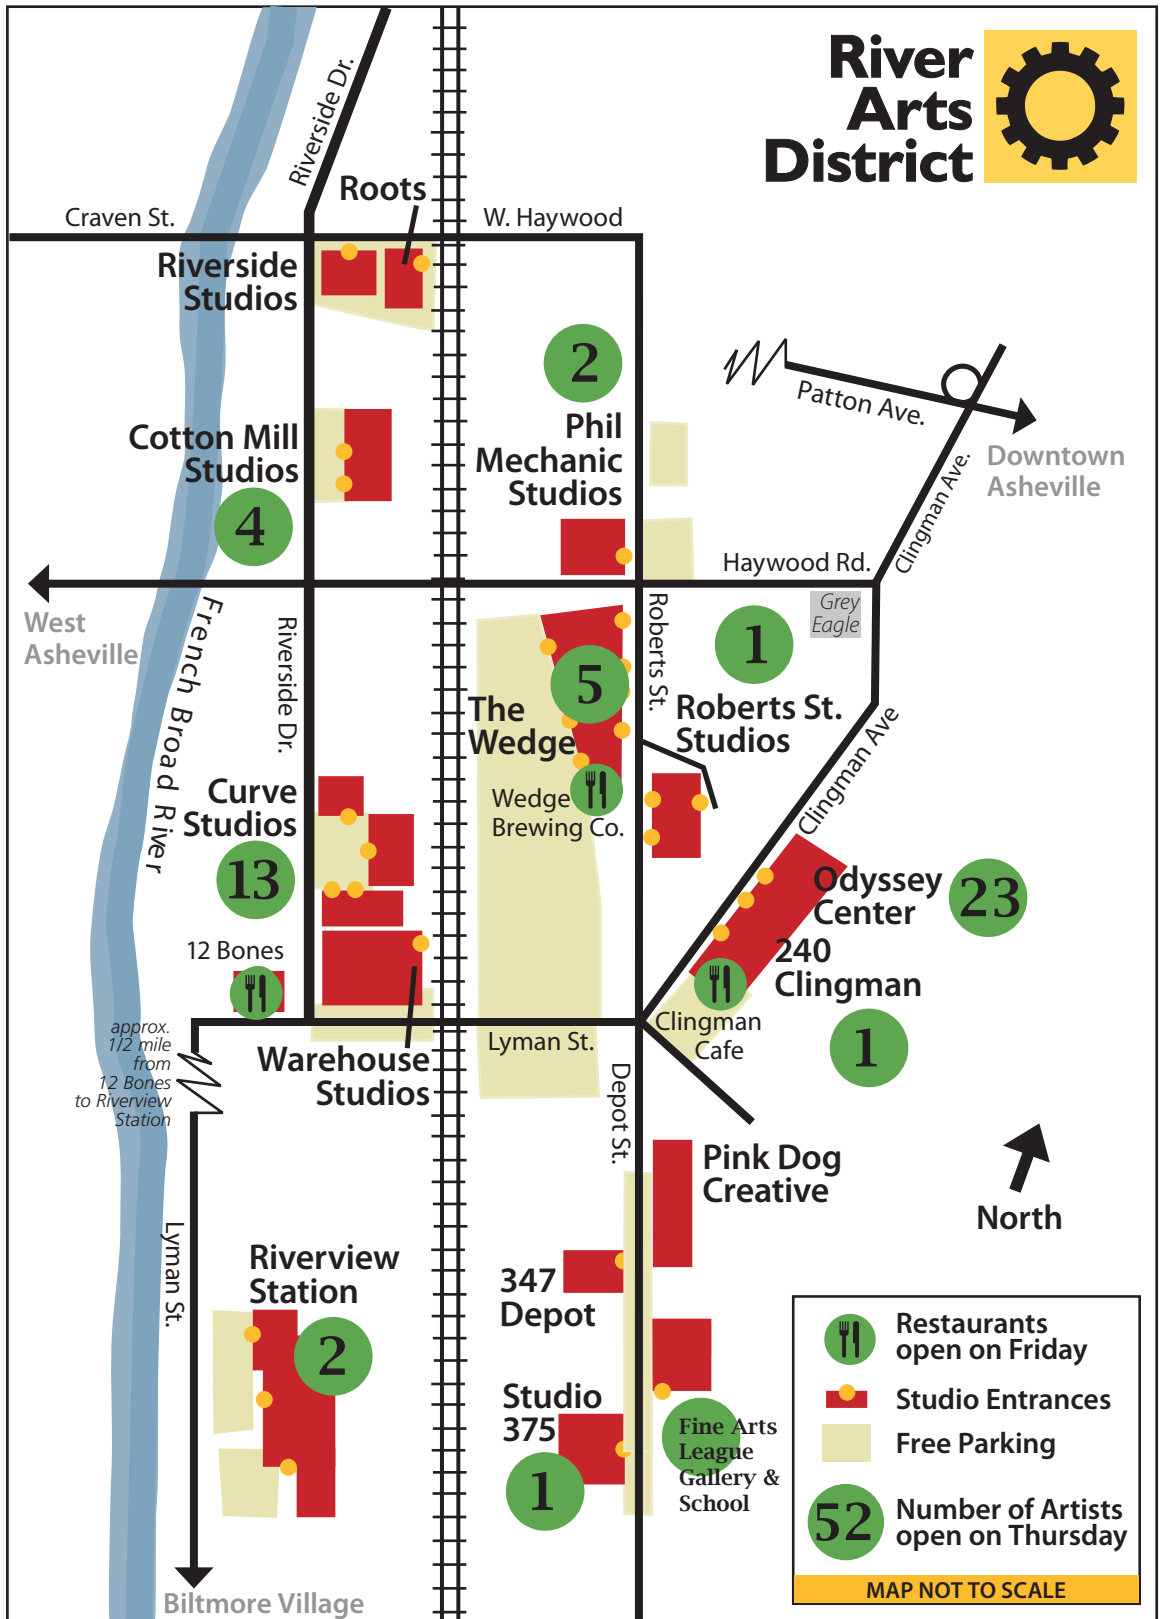 River
Arts
District
Riverside Dr.
Roots
Craven St.
W. Haywood
Riverside
Studios
2
Patton Ave.
Phil
Mechanic
Studios
Cotton Mill
Studios
4
Downtown
Asheville
Clingman Ave.
Haywood Rd.
West
Asheville
French Broad River
Riverside Dr.
Roberts St.
Grey
Eagle
1
5
The
Wedge
Roberts St.
Studios
Wedge
Brewing Co.
Clingman Ave
Curve
Studios
13
Odyssey
Center
23
240
Clingman
12 Bones
Clingman
Cafe
1
approx.
1/2 mile
from
12 Bones
to Riverview
Station
Lyman St.
Warehouse
Studios
Depot St.
Pink Dog
Creative
North
Lyman St.
Riverview
Station
2
347
Depot
Studio
375
1
Fine Arts
League
Gallery &
School
Restaurants
open on Friday
Studio Entrances
Free Parking
52
Number of Artists
open on Thursday
MAP NOT TO SCALE
Biltmore Village